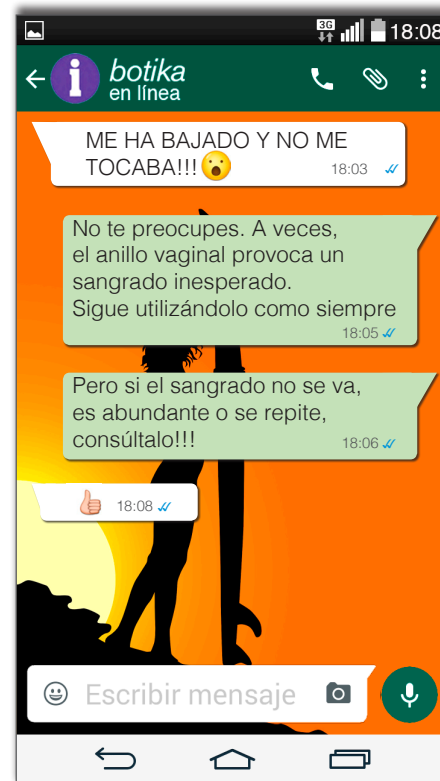 3G
18:08
i
botika
en línea
ME HA BAJADO Y NO ME
TOCABA!!!😮
18:03
No te preocupes. A veces,
el anillo vaginal provoca un
sangrado inesperado.
Sigue utilizándolo como siempre
18:05
Pero si el sangrado no se va,
es abundante o se repite,
consúltalo!!!
18:06
👍 18:08
Escribir mensaje